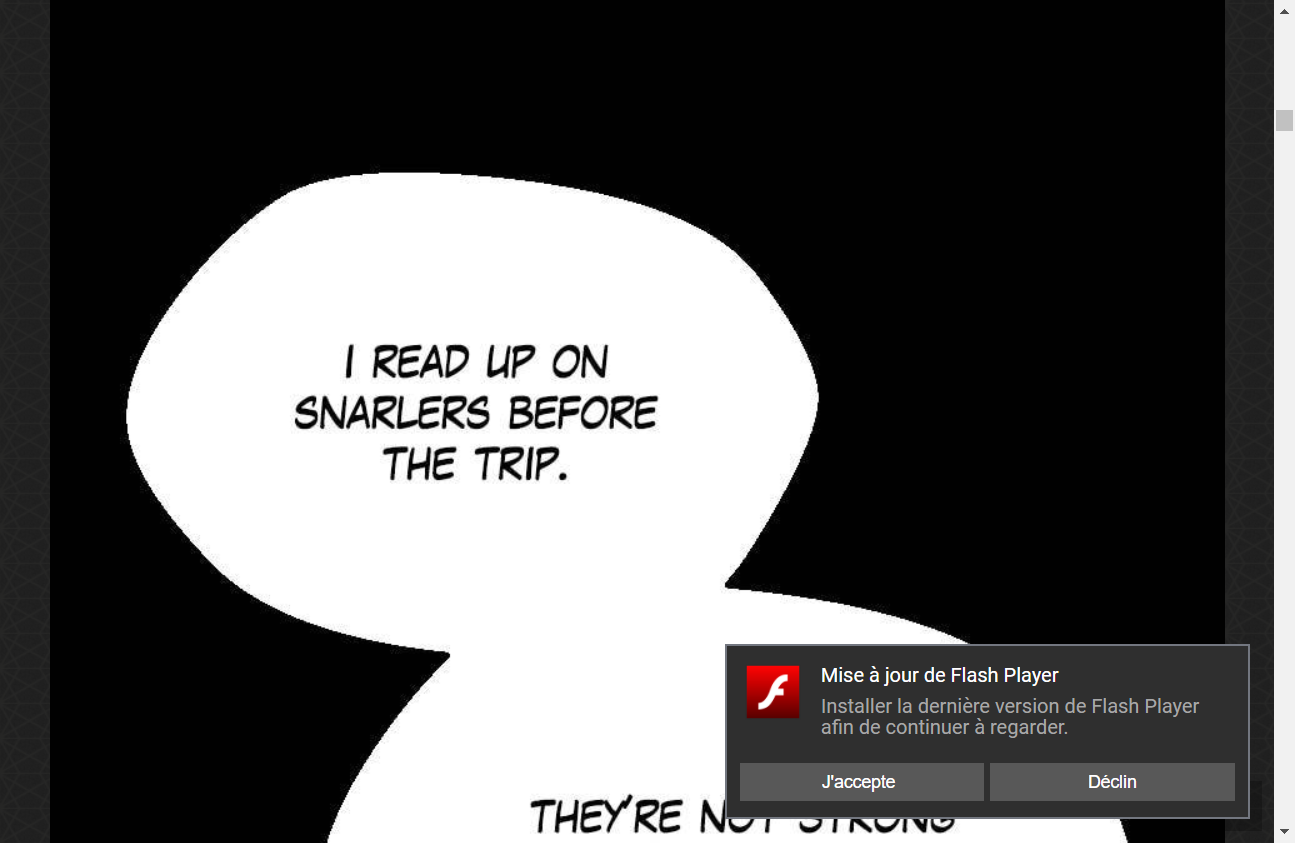 I READ UP ON
SNARLERS BEFORE
THE TRIP.
THEY'RE NOT STRONG
Mise à jour de Flash Player
Installer la dernière version de Flash Player
afin de continuer à regarder.
J'accepte
Déclin